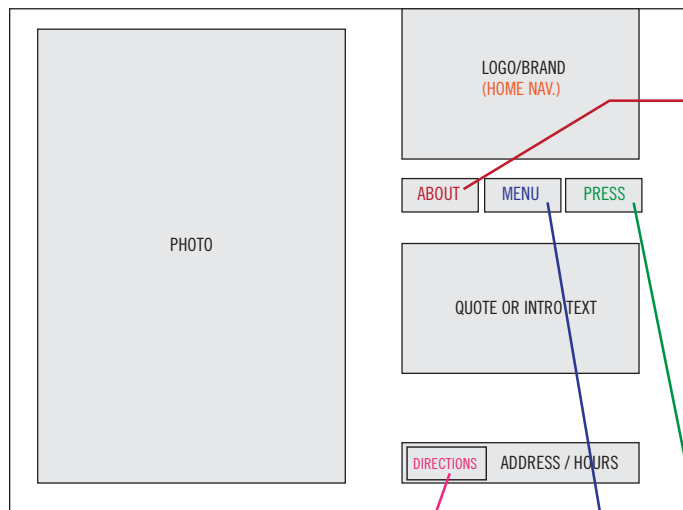 LOGO/BRAND
(HOME NAV.)
ABOUT
MENU
PRESS
PHOTO
QUOTE OR INTRO TEXT
DIRECTIONS
ADDRESS / HOURS